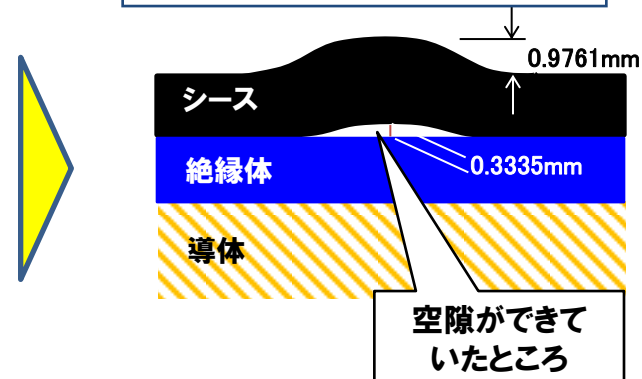 0.9761mm
シース
0.3335mm
絶縁体
導体
空隙ができて
いたところ